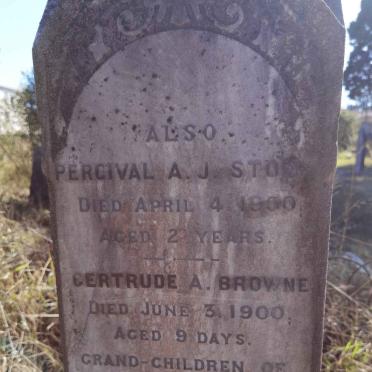 ALSO
PERCIVAL A. J.
DIED APRIL 4, 1900
AGED 2 YEARS.
GERTRUDE A. BROWNE
DIED JUNE 3, 1900,
AGED 9 DAYS.
GRAND-CHILDREN OF